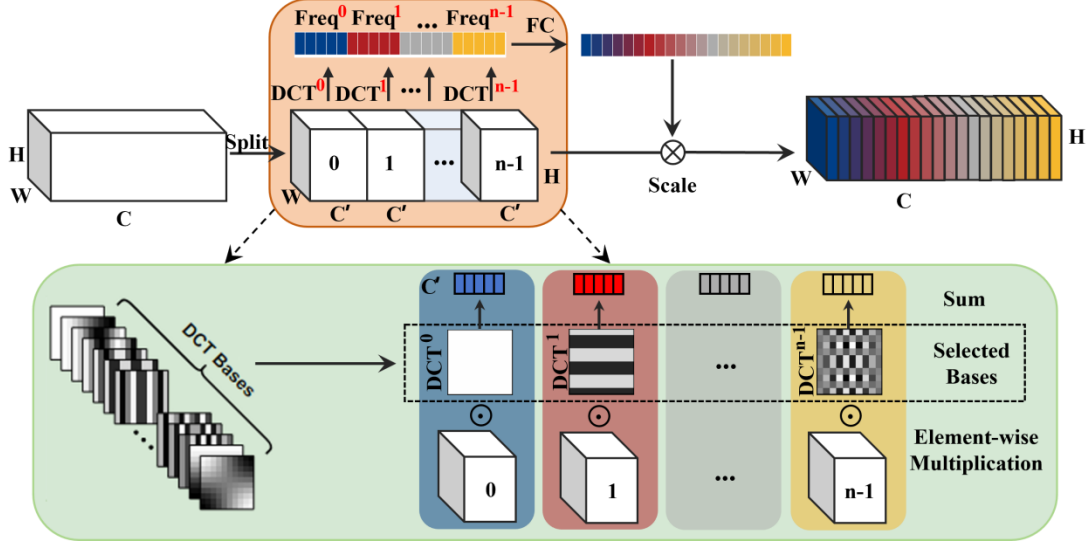 Freq0 Freq1 ... Freqn-1 FC
DCT0 DCT1 ... DCTn-1
Split
H
W
C
0 1 ... n-1
W
H
C' C' C'
Scale
H
W
C
DCT Bases
...
C'
Sum
DCT0 DCT1 ... DCTn-1
Selected
Bases
Element-wise
Multiplication
0 1 ... n-1